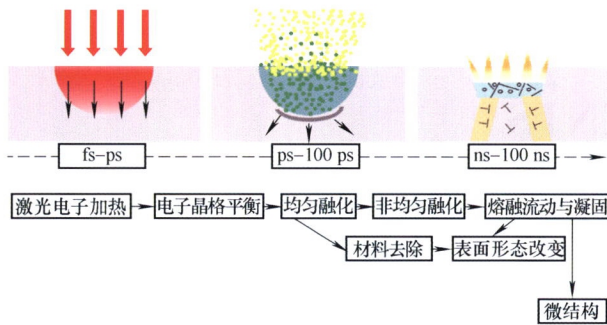 fs-ps
ps-100 ps
ns-100 ns
激光电子加热
电子晶格平衡
均匀融化
非均匀融化
熔融流动与凝固
材料去除
表面形态改变
微结构